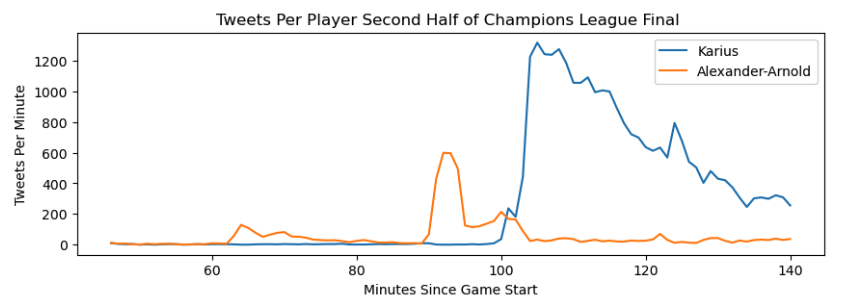 Tweets Per Player Second Half of Champions League Final
Karius
Alexander-Arnold
Tweets Per Minute
1200
1000
800
600
400
200
0
60 80 100 120 140
Minutes Since Game Start